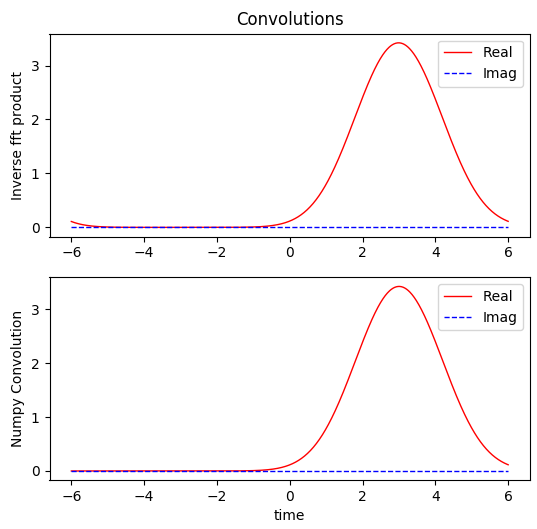 Convolutions
Inverse fft product
3
2
1
0
Real
Imag
−6 −4 −2 0 2 4 6
Numpy Convolution
3
2
1
0
Real
Imag
−6 −4 −2 0 2 4 6
time